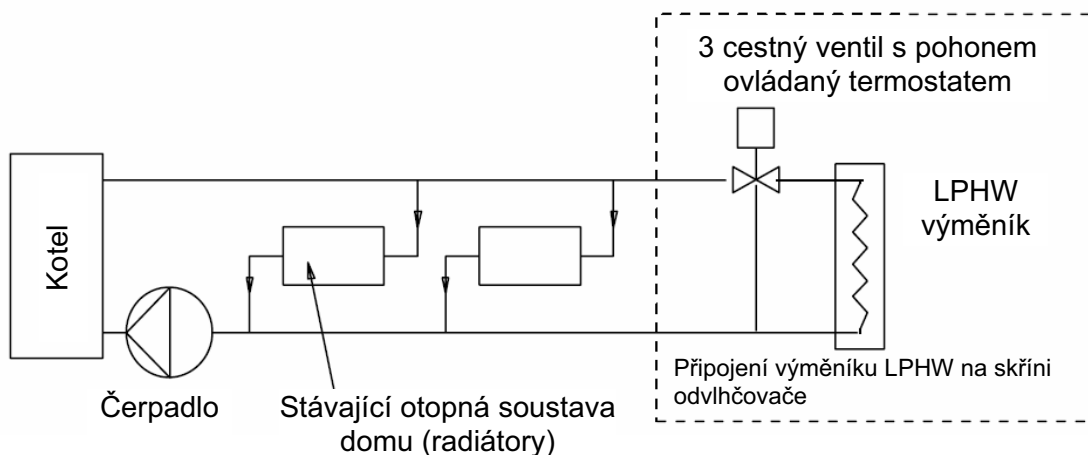 3 cestný ventil s pohonem
ovládaný termostatem
Kotel
LPHW
výměník
Čerpadlo
Stávající otopná soustava
domu (radiátory)
Připojení výměníku LPHW na skříni
odvlhčovače